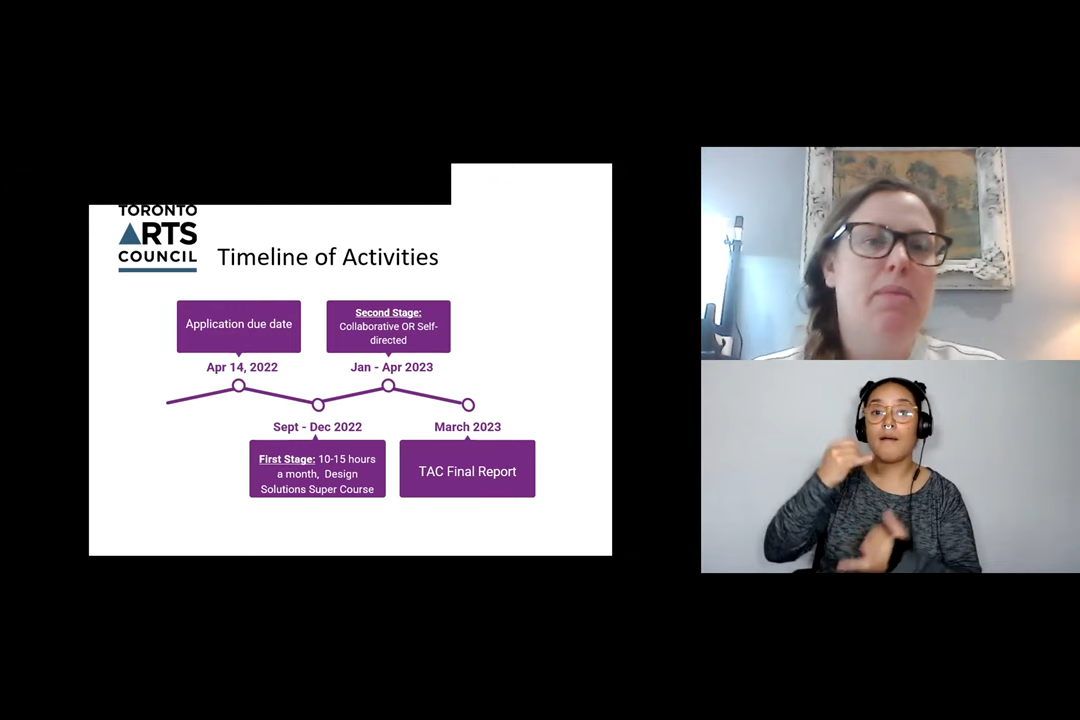 TORONTO
ARTS
COUNCIL
Timeline of Activities
Application due date
Second Stage:
Collaborative OR Self-
directed
Apr 14, 2022
Jan - Apr 2023
Sept - Dec 2022
March 2023
First Stage: 10-15 hours
a month, Design
Solutions Super Course
TAC Final Report